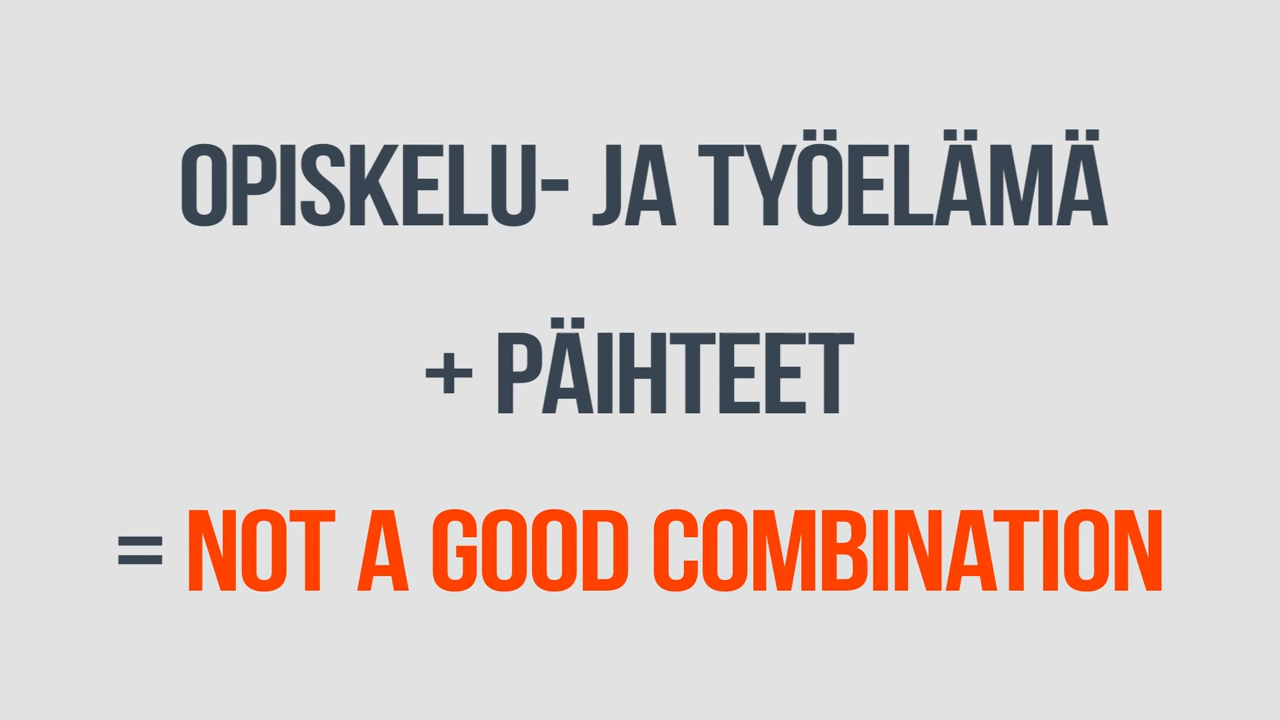 OPISKELU- JA TYÖELÄMÄ
+ PÄIHTEET
= NOT A GOOD COMBINATION